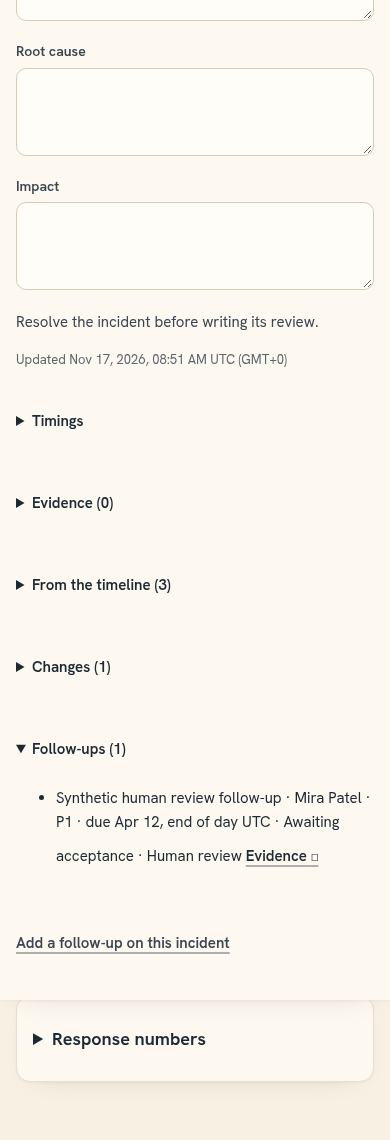 Root cause
Impact
Resolve the incident before writing its review.
Updated Nov 17, 2026, 08:51 AM UTC (GMT+0)
Timings
Evidence (0)
From the timeline (3)
Changes (1)
Follow-ups (1)
Synthetic human review follow-up · Mira Patel ·
P1 · due Apr 12, end of day UTC · Awaiting
acceptance · Human review Evidence
Add a follow-up on this incident
Response numbers